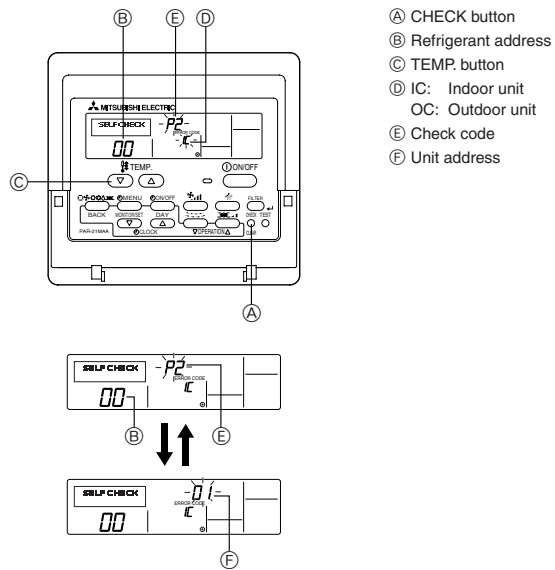 Ⓑ Ⓔ Ⓓ
MITSUBISHI ELECTRIC
SELF CHECK
P2
ERROR CODE
IC
00
TEMP.
ON/OFF
Ⓒ
MENU ON/OFF FILTER
BACK MONITOR/SET DAY CHECK TEST
PAR-21MAA CLOCK OPERATION CLEAR
Ⓐ
SELF CHECK
P2
ERROR CODE
IC
00
Ⓑ Ⓔ
SELF CHECK
01
ERROR CODE
IC
00
Ⓕ
Ⓐ CHECK button
Ⓑ Refrigerant address
Ⓒ TEMP. button
Ⓓ IC: Indoor unit
OC: Outdoor unit
Ⓔ Check code
Ⓕ Unit address